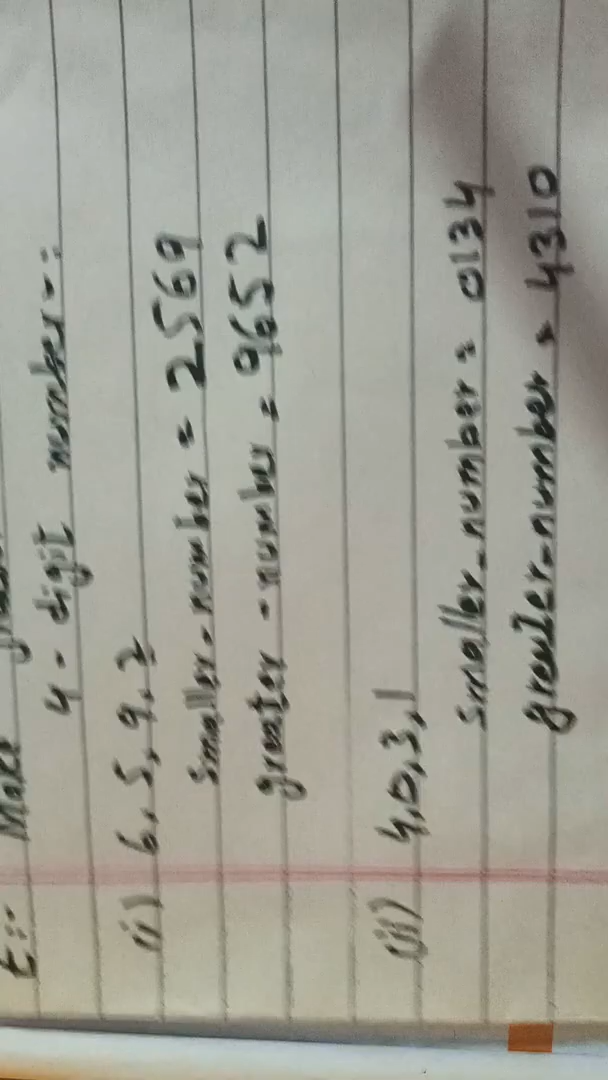 E:- Make
4-digit number-:
(i) 6,5,9,2
smaller-number = 2569
greater-number = 9652
(ii) 4,0,3,1
smaller-number = 0134
greater-number = 4310